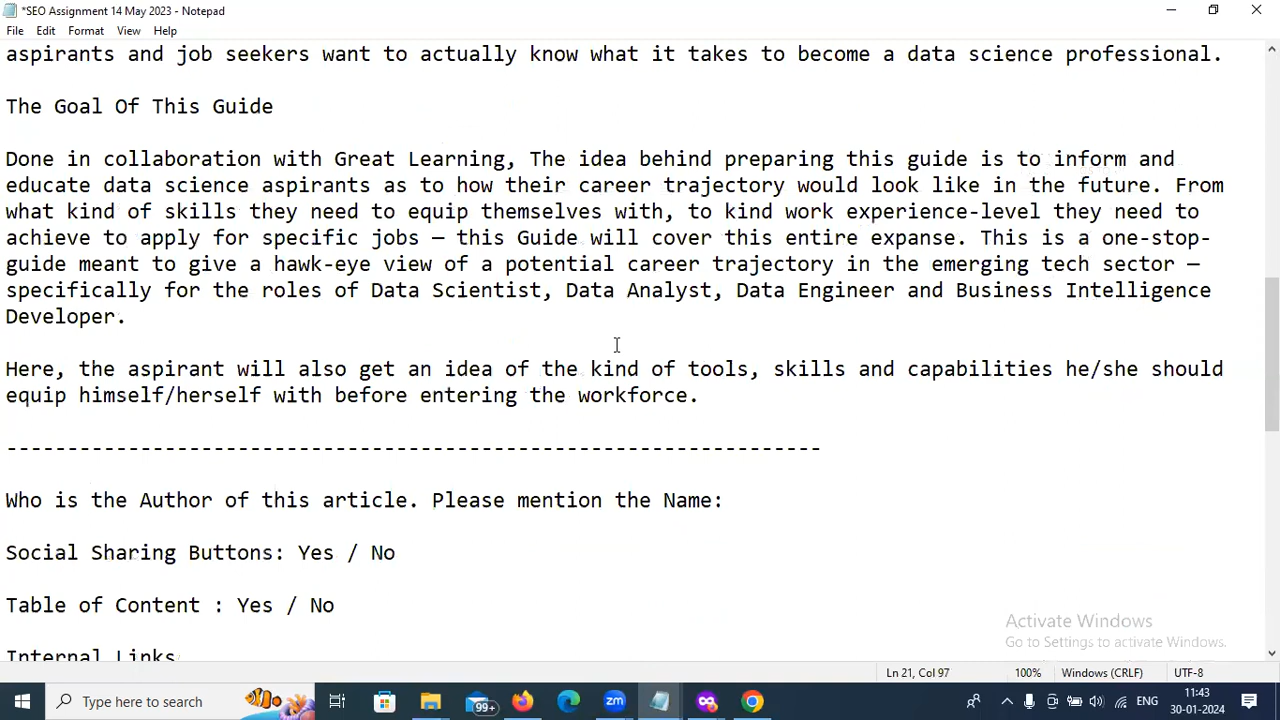 *SEO Assignment 14 May 2023 - Notepad
File Edit Format View Help
aspirants and job seekers want to actually know what it takes to become a data science professional.
The Goal Of This Guide
Done in collaboration with Great Learning, The idea behind preparing this guide is to inform and
educate data science aspirants as to how their career trajectory would look like in the future. From
what kind of skills they need to equip themselves with, to kind work experience-level they need to
achieve to apply for specific jobs — this Guide will cover this entire expanse. This is a one-stop-
guide meant to give a hawk-eye view of a potential career trajectory in the emerging tech sector —
specifically for the roles of Data Scientist, Data Analyst, Data Engineer and Business Intelligence
Developer.
Here, the aspirant will also get an idea of the kind of tools, skills and capabilities he/she should
equip himself/herself with before entering the workforce.
-------------------------------------------------------------------
Who is the Author of this article. Please mention the Name:
Social Sharing Buttons: Yes / No
Table of Content : Yes / No
Internal Links
Activate Windows
Go to Settings to activate Windows.
Ln 21, Col 97 100% Windows (CRLF) UTF-8
Type here to search 99+ zm ENG 11:43
30-01-2024